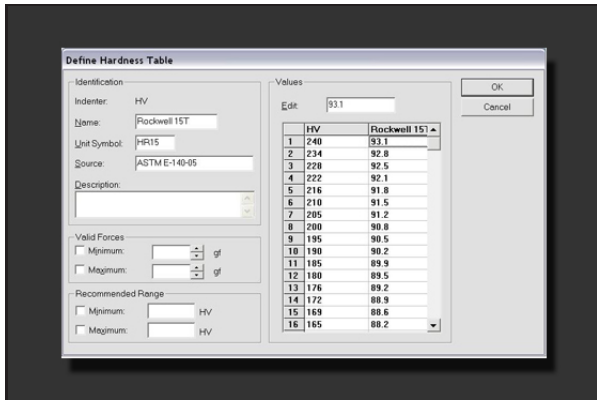 Define Hardness Table
Identification
Indenter: HV
Name: Rockwell 15T
Unit Symbol: HR15
Source: ASTM E-140-05
Description:
Valid Forces
Minimum: gf
Maximum: gf
Recommended Range
Minimum: HV
Maximum: HV
Values
Edit: 93.1
HV Rockwell 15T
1 240 93.1
2 234 92.8
3 228 92.5
4 222 92.1
5 216 91.8
6 210 91.5
7 205 91.2
8 200 90.8
9 195 90.5
10 190 90.2
11 185 89.9
12 180 89.5
13 176 89.2
14 172 88.9
15 169 88.6
16 165 88.2
OK
Cancel